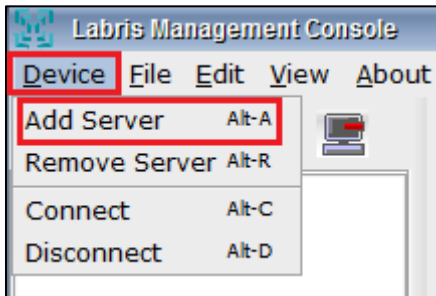 Labris Management Console
Device File Edit View About
Add Server Alt-A
Remove Server Alt-R
Connect Alt-C
Disconnect Alt-D